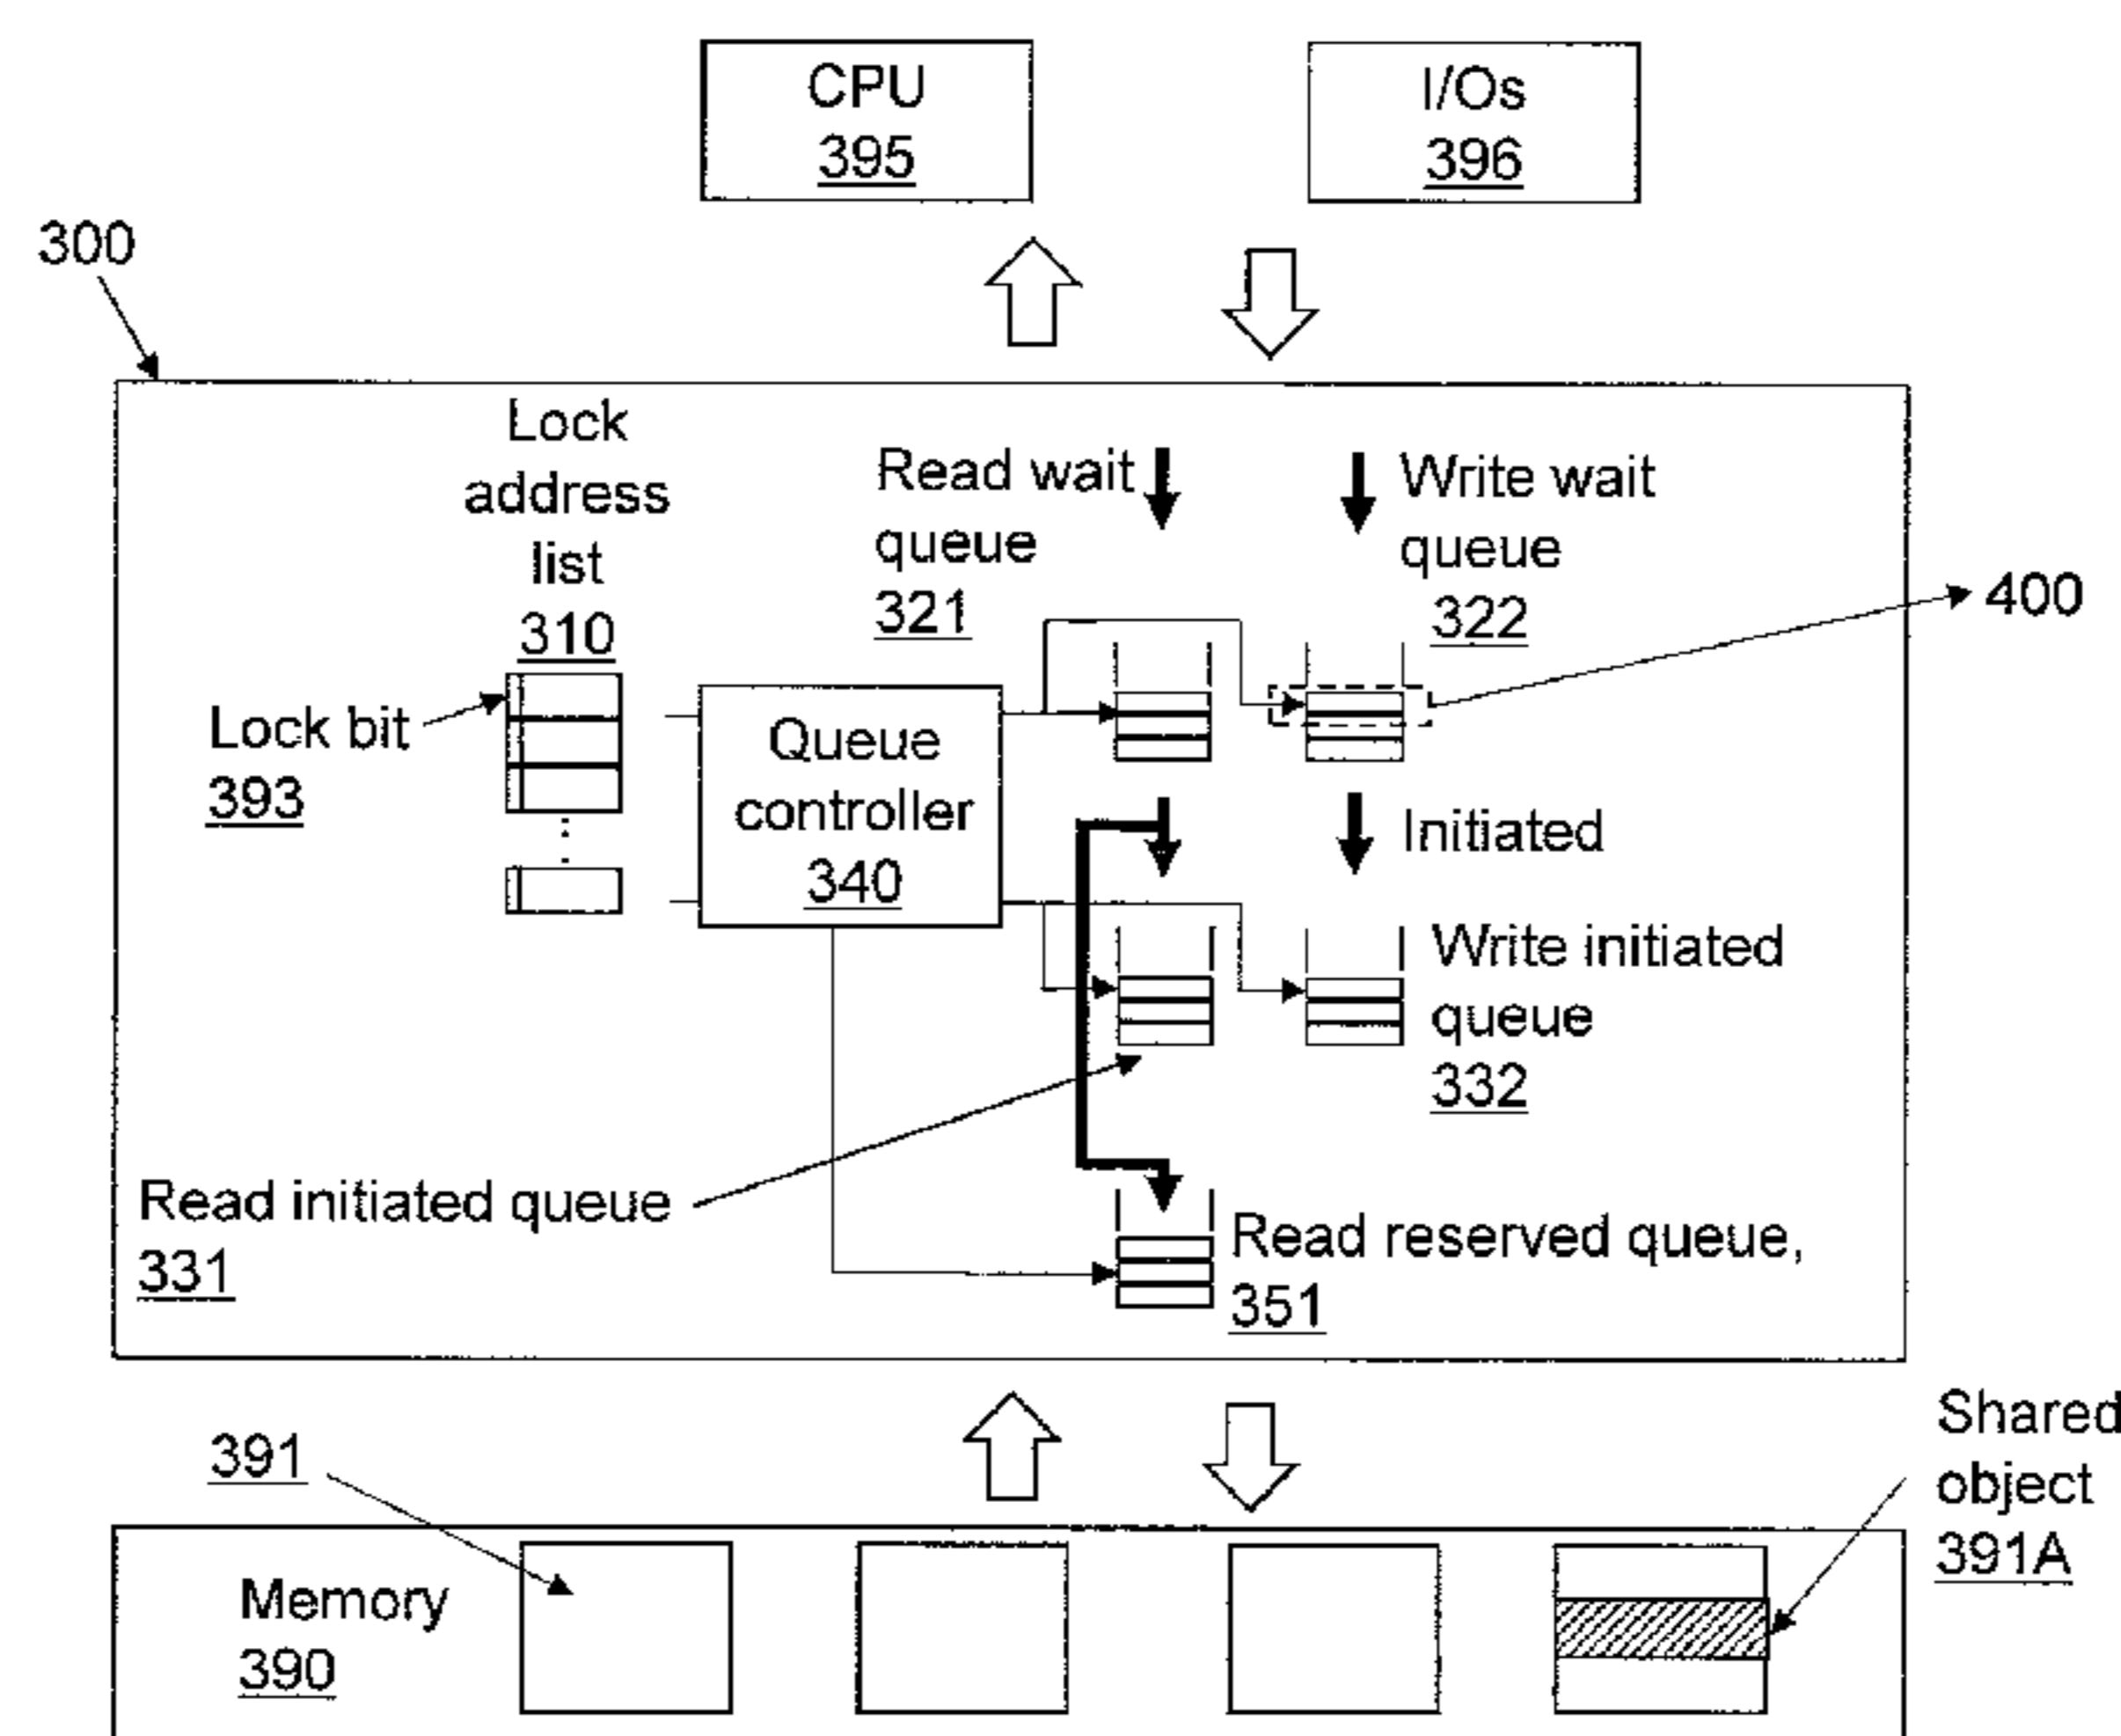 CPU
395
I/Os
396
300
Lock
address
list
310
Read wait
queue
321
Write wait
queue
322
400
Lock bit
393
Queue
controller
340
Initiated
Write initiated
queue
332
Read initiated queue
331
Read reserved queue,
351
391
Shared
object
391A
Memory
390